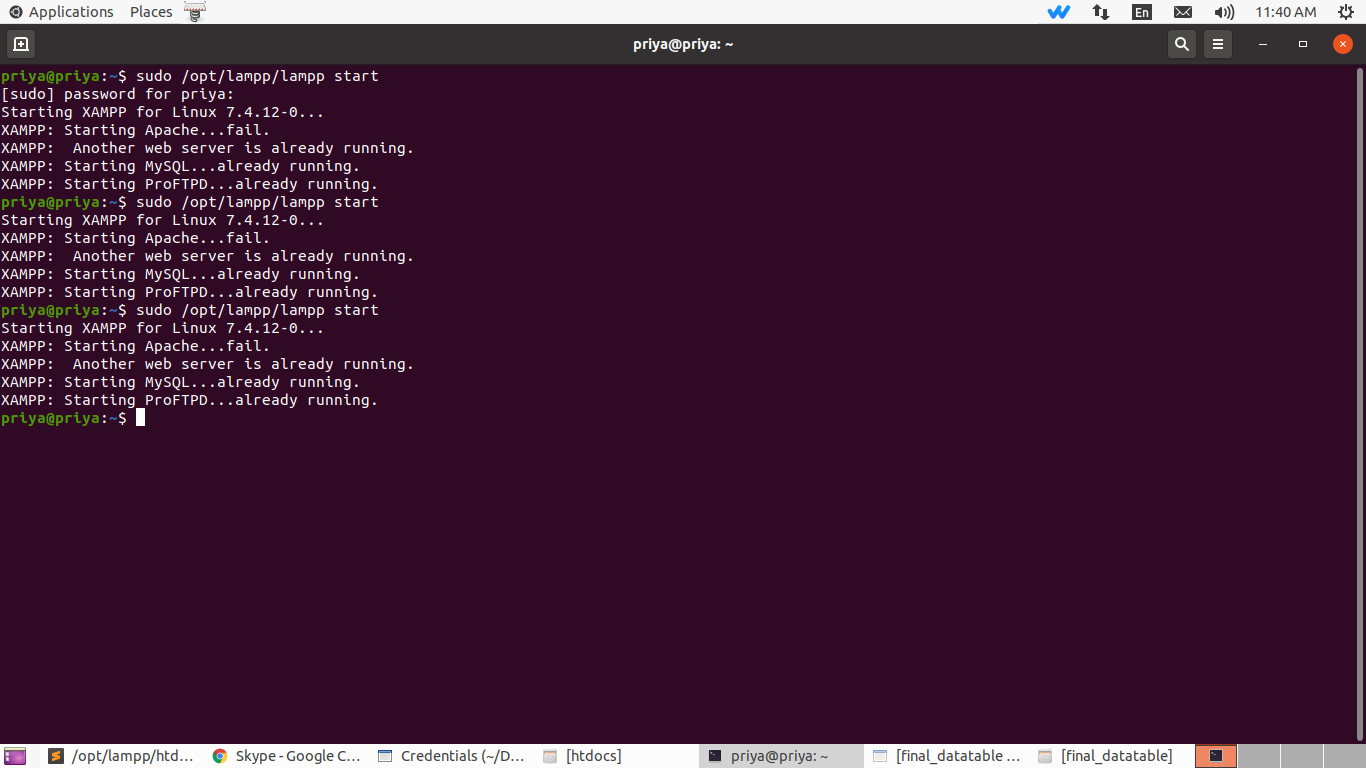 Applications Places En 11:40 AM
priya@priya: ~
priya@priya:~$ sudo /opt/lampp/lampp start
[sudo] password for priya:
Starting XAMPP for Linux 7.4.12-0...
XAMPP: Starting Apache...fail.
XAMPP:  Another web server is already running.
XAMPP: Starting MySQL...already running.
XAMPP: Starting ProFTPD...already running.
priya@priya:~$ sudo /opt/lampp/lampp start
Starting XAMPP for Linux 7.4.12-0...
XAMPP: Starting Apache...fail.
XAMPP:  Another web server is already running.
XAMPP: Starting MySQL...already running.
XAMPP: Starting ProFTPD...already running.
priya@priya:~$ sudo /opt/lampp/lampp start
Starting XAMPP for Linux 7.4.12-0...
XAMPP: Starting Apache...fail.
XAMPP:  Another web server is already running.
XAMPP: Starting MySQL...already running.
XAMPP: Starting ProFTPD...already running.
priya@priya:~$
/opt/lampp/htd... Skype - Google C... Credentials (~/D... [htdocs] priya@priya: ~ [final_datatable ... [final_datatable]